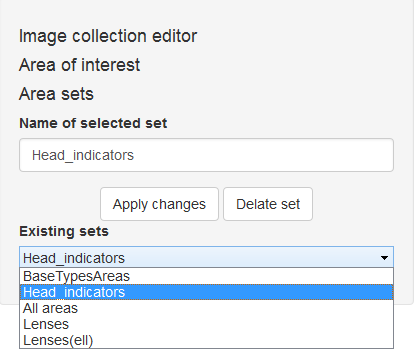 Image collection editor
Area of interest
Area sets
Name of selected set
Head_indicators
Apply changes Delate set
Existing sets
Head_indicators
BaseTypesAreas
Head_indicators
All areas
Lenses
Lenses(ell)